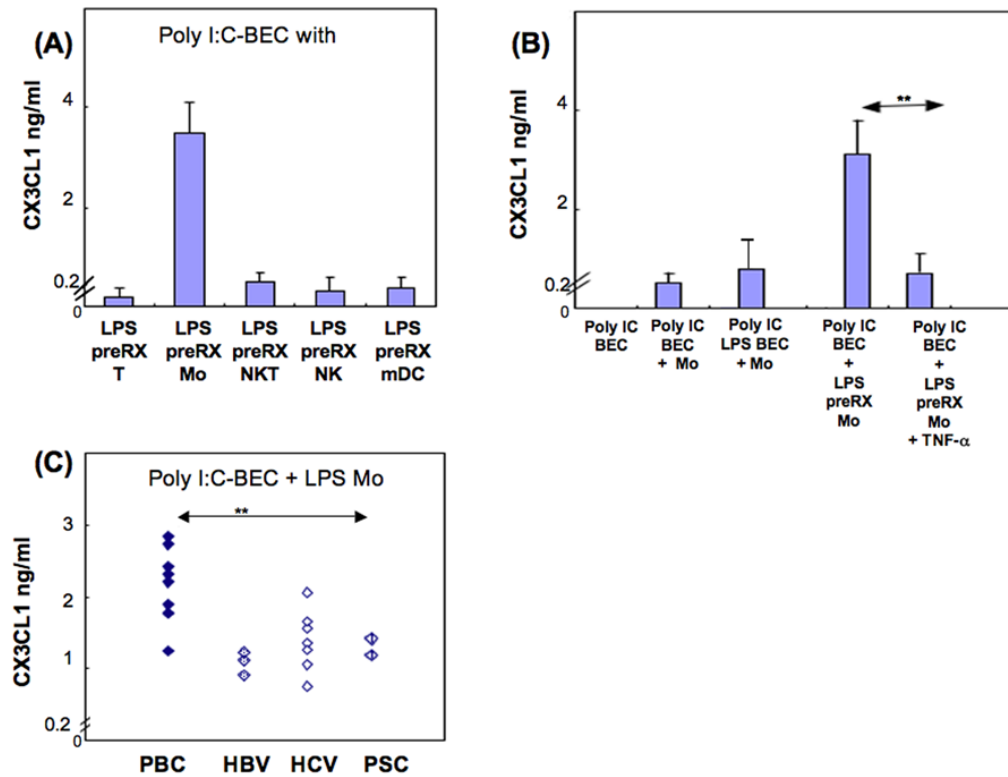 (A)
Poly I:C-BEC with
CX3CL1 ng/ml
4
2
0.2
0
LPS LPS LPS LPS LPS
preRX preRX preRX preRX preRX
T Mo NKT NK mDC
(B)
**
CX3CL1 ng/ml
4
2
0.2
0
Poly IC
BEC
Poly IC
BEC
+ Mo
Poly IC
LPS BEC
+ Mo
Poly IC
BEC
+
LPS
preRX
Mo
Poly IC
BEC
+
LPS
preRX
Mo
+ TNF-α
(C)
Poly I:C-BEC + LPS Mo
**
CX3CL1 ng/ml
3
2
1
0.2
0
PBC HBV HCV PSC